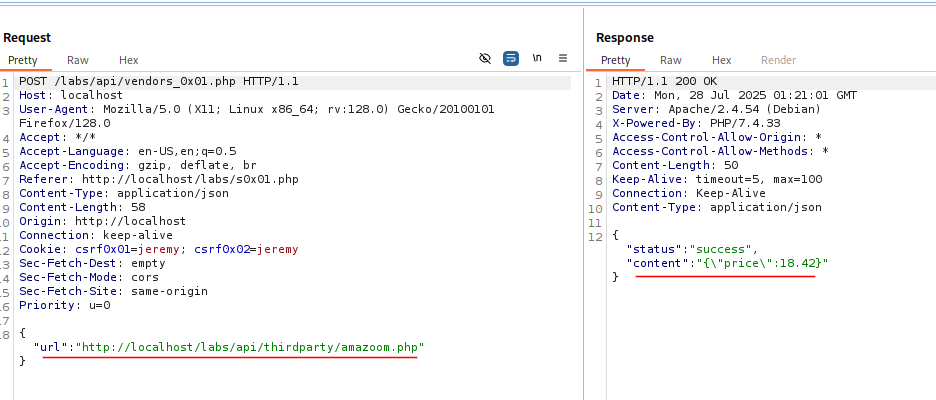 Request
Pretty Raw Hex
\n
1 POST /labs/api/vendors_0x01.php HTTP/1.1
2 Host: localhost
3 User-Agent: Mozilla/5.0 (X11; Linux x86_64; rv:128.0) Gecko/20100101
Firefox/128.0
4 Accept: */*
5 Accept-Language: en-US,en;q=0.5
6 Accept-Encoding: gzip, deflate, br
7 Referer: http://localhost/labs/s0x01.php
8 Content-Type: application/json
9 Content-Length: 58
0 Origin: http://localhost
1 Connection: keep-alive
2 Cookie: csrf0x01=jeremy; csrf0x02=jeremy
3 Sec-Fetch-Dest: empty
4 Sec-Fetch-Mode: cors
5 Sec-Fetch-Site: same-origin
6 Priority: u=0
7
8 {
"url":"http://localhost/labs/api/thirdparty/amazoom.php"
}
Response
Pretty Raw Hex Render
1 HTTP/1.1 200 OK
2 Date: Mon, 28 Jul 2025 01:21:01 GMT
3 Server: Apache/2.4.54 (Debian)
4 X-Powered-By: PHP/7.4.33
5 Access-Control-Allow-Origin: *
6 Access-Control-Allow-Methods: *
7 Content-Length: 50
8 Keep-Alive: timeout=5, max=100
9 Connection: Keep-Alive
10 Content-Type: application/json
11
12 {
"status":"success",
"content":"{\"price\":18.42}"
}